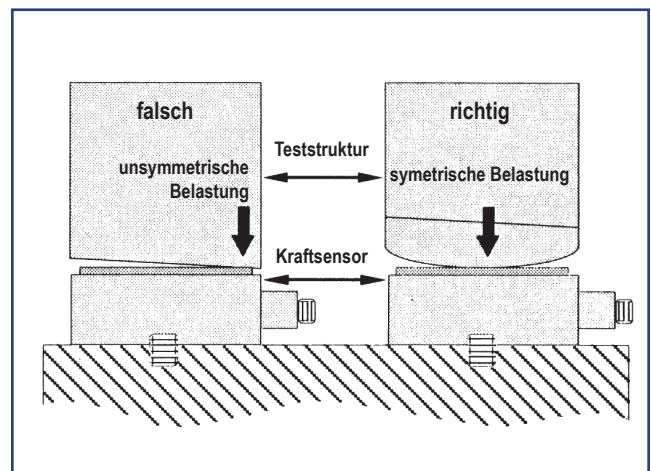 falsch
richtig
Teststruktur
unsymmetrische
Belastung
symetrische Belastung
Kraftsensor